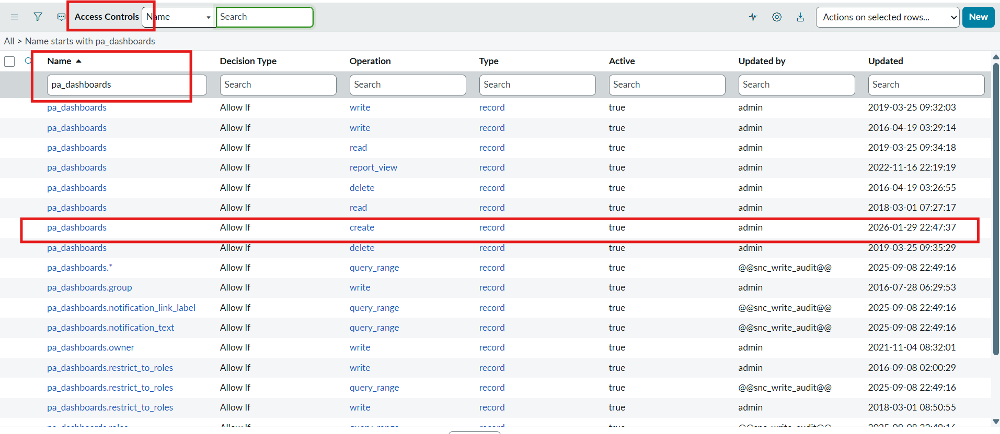 Access Controls Name Search Actions on selected rows... New
All > Name starts with pa_dashboards
Name Decision Type Operation Type Active Updated by Updated
pa_dashboards Search Search Search Search Search Search
pa_dashboards Allow If write record true admin 2019-03-25 09:32:03
pa_dashboards Allow If write record true admin 2016-04-19 03:29:14
pa_dashboards Allow If read record true admin 2019-03-25 09:34:18
pa_dashboards Allow If report_view record true admin 2022-11-16 22:19:19
pa_dashboards Allow If delete record true admin 2016-04-19 03:26:55
pa_dashboards Allow If read record true admin 2018-03-01 07:27:17
pa_dashboards Allow If create record true admin 2026-01-29 22:47:37
pa_dashboards Allow If delete record true admin 2019-03-25 09:35:29
pa_dashboards.* Allow If query_range record true @@snc_write_audit@@ 2025-09-08 22:49:16
pa_dashboards.group Allow If write record true admin 2016-07-28 06:29:53
pa_dashboards.notification_link_label Allow If query_range record true @@snc_write_audit@@ 2025-09-08 22:49:16
pa_dashboards.notification_text Allow If query_range record true @@snc_write_audit@@ 2025-09-08 22:49:16
pa_dashboards.owner Allow If write record true admin 2021-11-04 08:32:01
pa_dashboards.restrict_to_roles Allow If write record true admin 2016-09-08 02:00:29
pa_dashboards.restrict_to_roles Allow If query_range record true @@snc_write_audit@@ 2025-09-08 22:49:16
pa_dashboards.restrict_to_roles Allow If write record true admin 2018-03-01 08:50:55